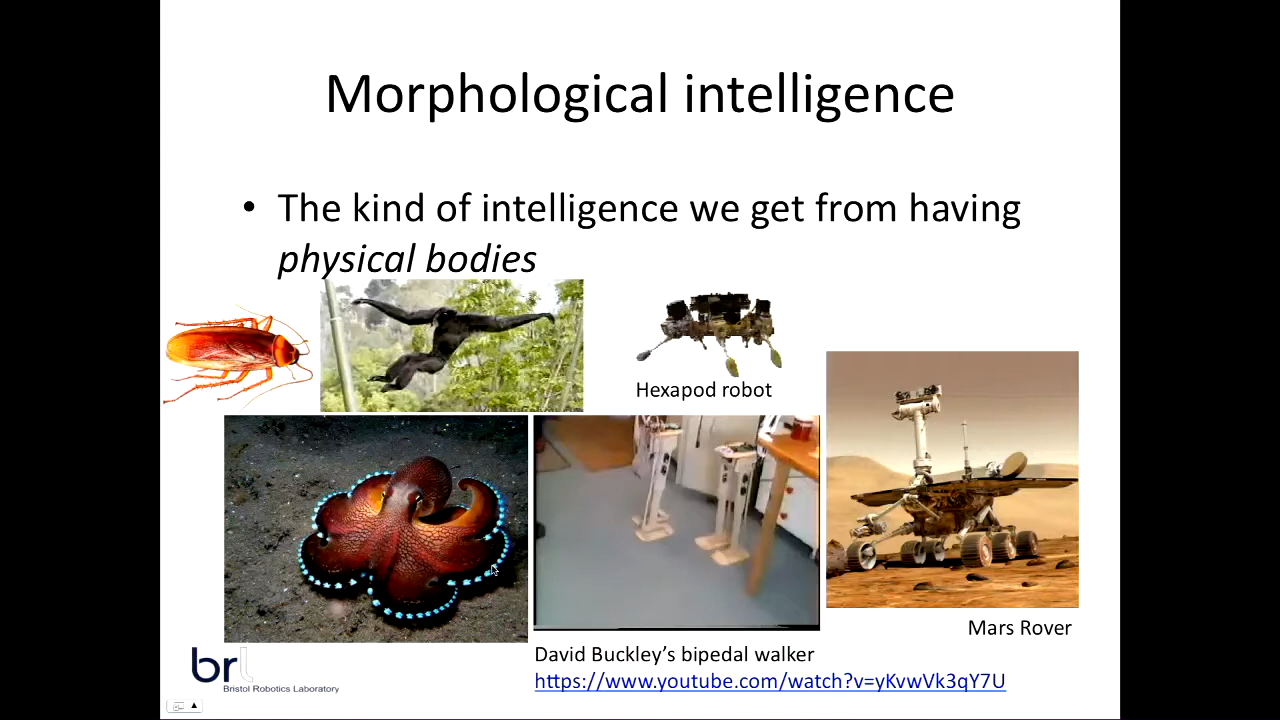 Morphological intelligence
• The kind of intelligence we get from having
physical bodies
Hexapod robot
Mars Rover
David Buckley’s bipedal walker
https://www.youtube.com/watch?v=yKvwVk3qY7U
brl
Bristol Robotics Laboratory